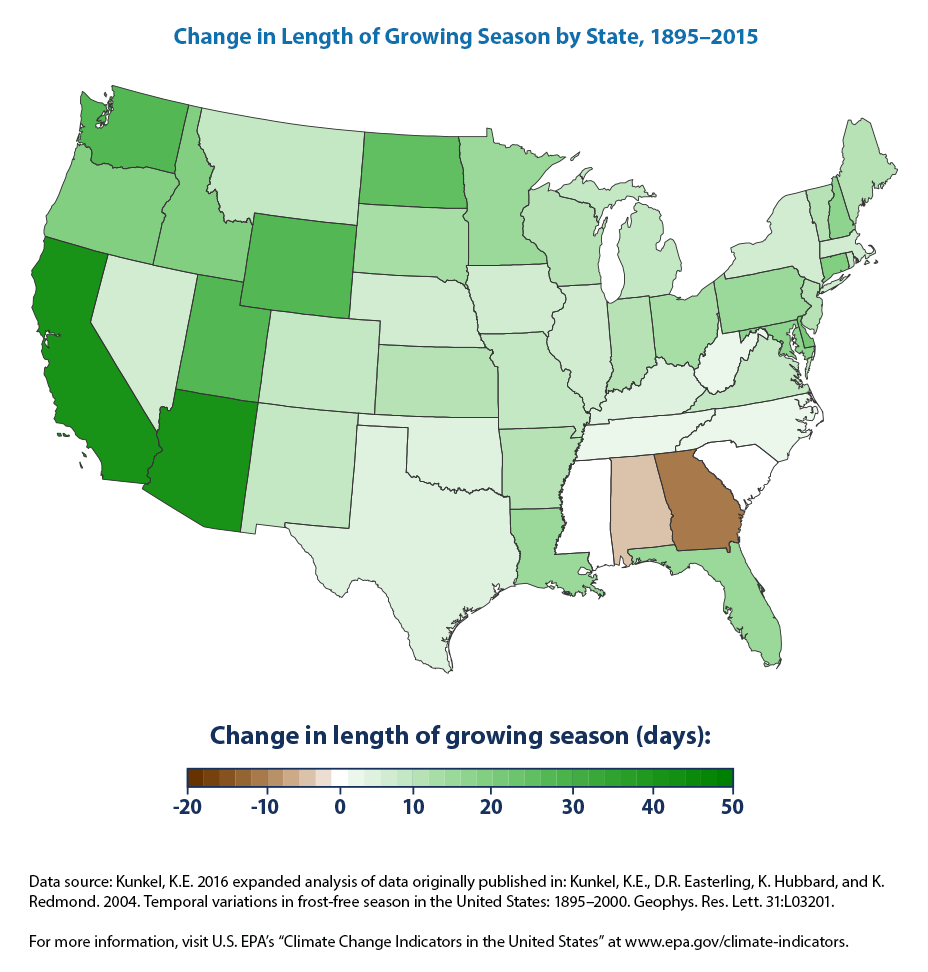 Change in Length of Growing Season by State, 1895–2015
Change in length of growing season (days):
-20 -10 0 10 20 30 40 50
Data source: Kunkel, K.E. 2016 expanded analysis of data originally published in: Kunkel, K.E., D.R. Easterling, K. Hubbard, and K.
Redmond. 2004. Temporal variations in frost-free season in the United States: 1895–2000. Geophys. Res. Lett. 31:L03201.
For more information, visit U.S. EPA’s “Climate Change Indicators in the United States” at www.epa.gov/climate-indicators.